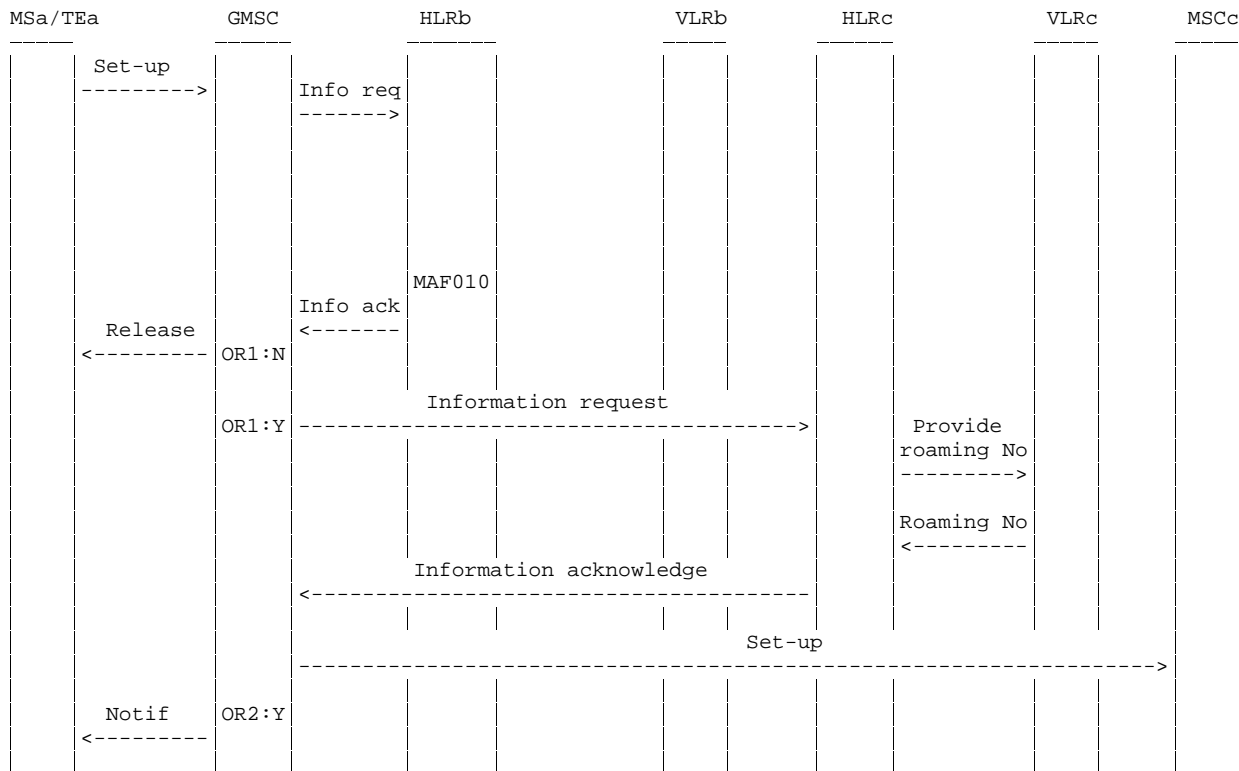 MSa/TEa GMSC HLRb VLRb HLRc VLRc MSCc
Set-up
---------> Info req
------->
MAF010
Info ack
Release <-------
<--------- OR1:N
Information request
OR1:Y ---------------------------------------> Provide
roaming No
--------->
Roaming No
<---------
Information acknowledge
<---------------------------------------
Set-up
------------------------------------------------------------------->
Notif OR2:Y
<---------